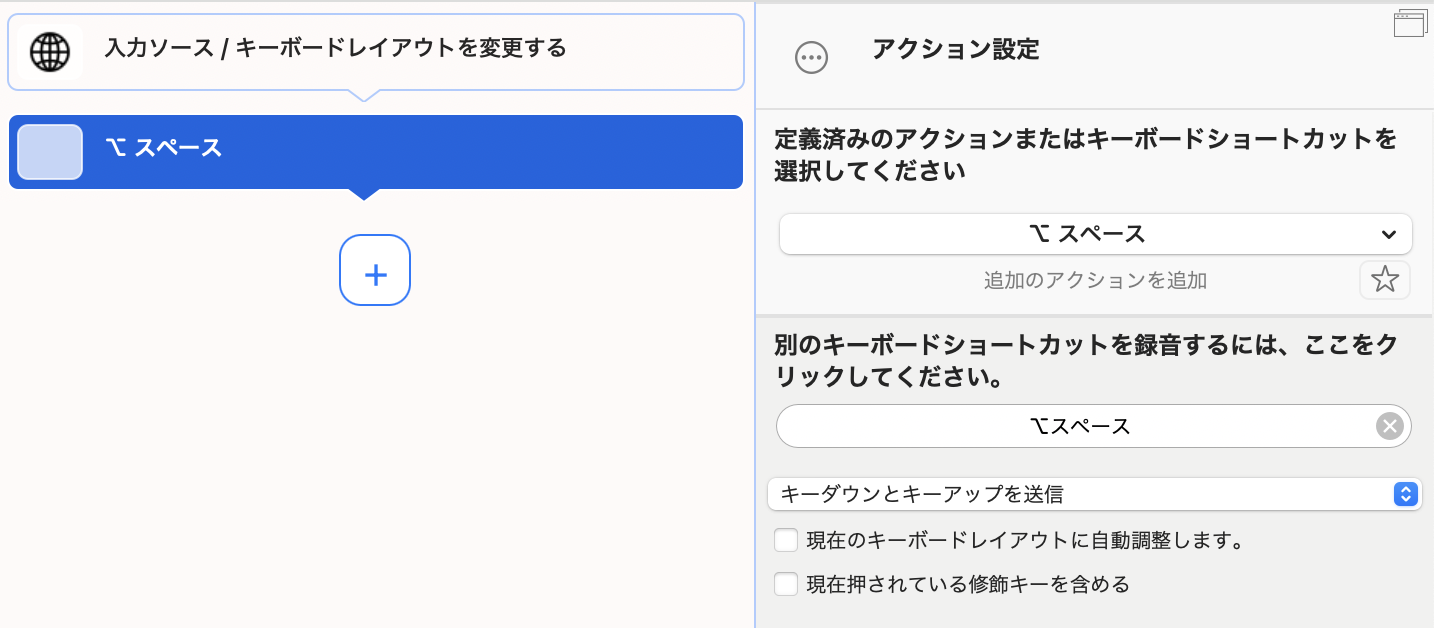 入力ソース / キーボードレイアウトを変更する
⌥ スペース
アクション設定
定義済みのアクションまたはキーボードショートカットを
選択してください
⌥ スペース
追加のアクションを追加
別のキーボードショートカットを録音するには、ここをク
リックしてください。
⌥スペース
キーダウンとキーアップを送信
現在のキーボードレイアウトに自動調整します。
現在押されている修飾キーを含める